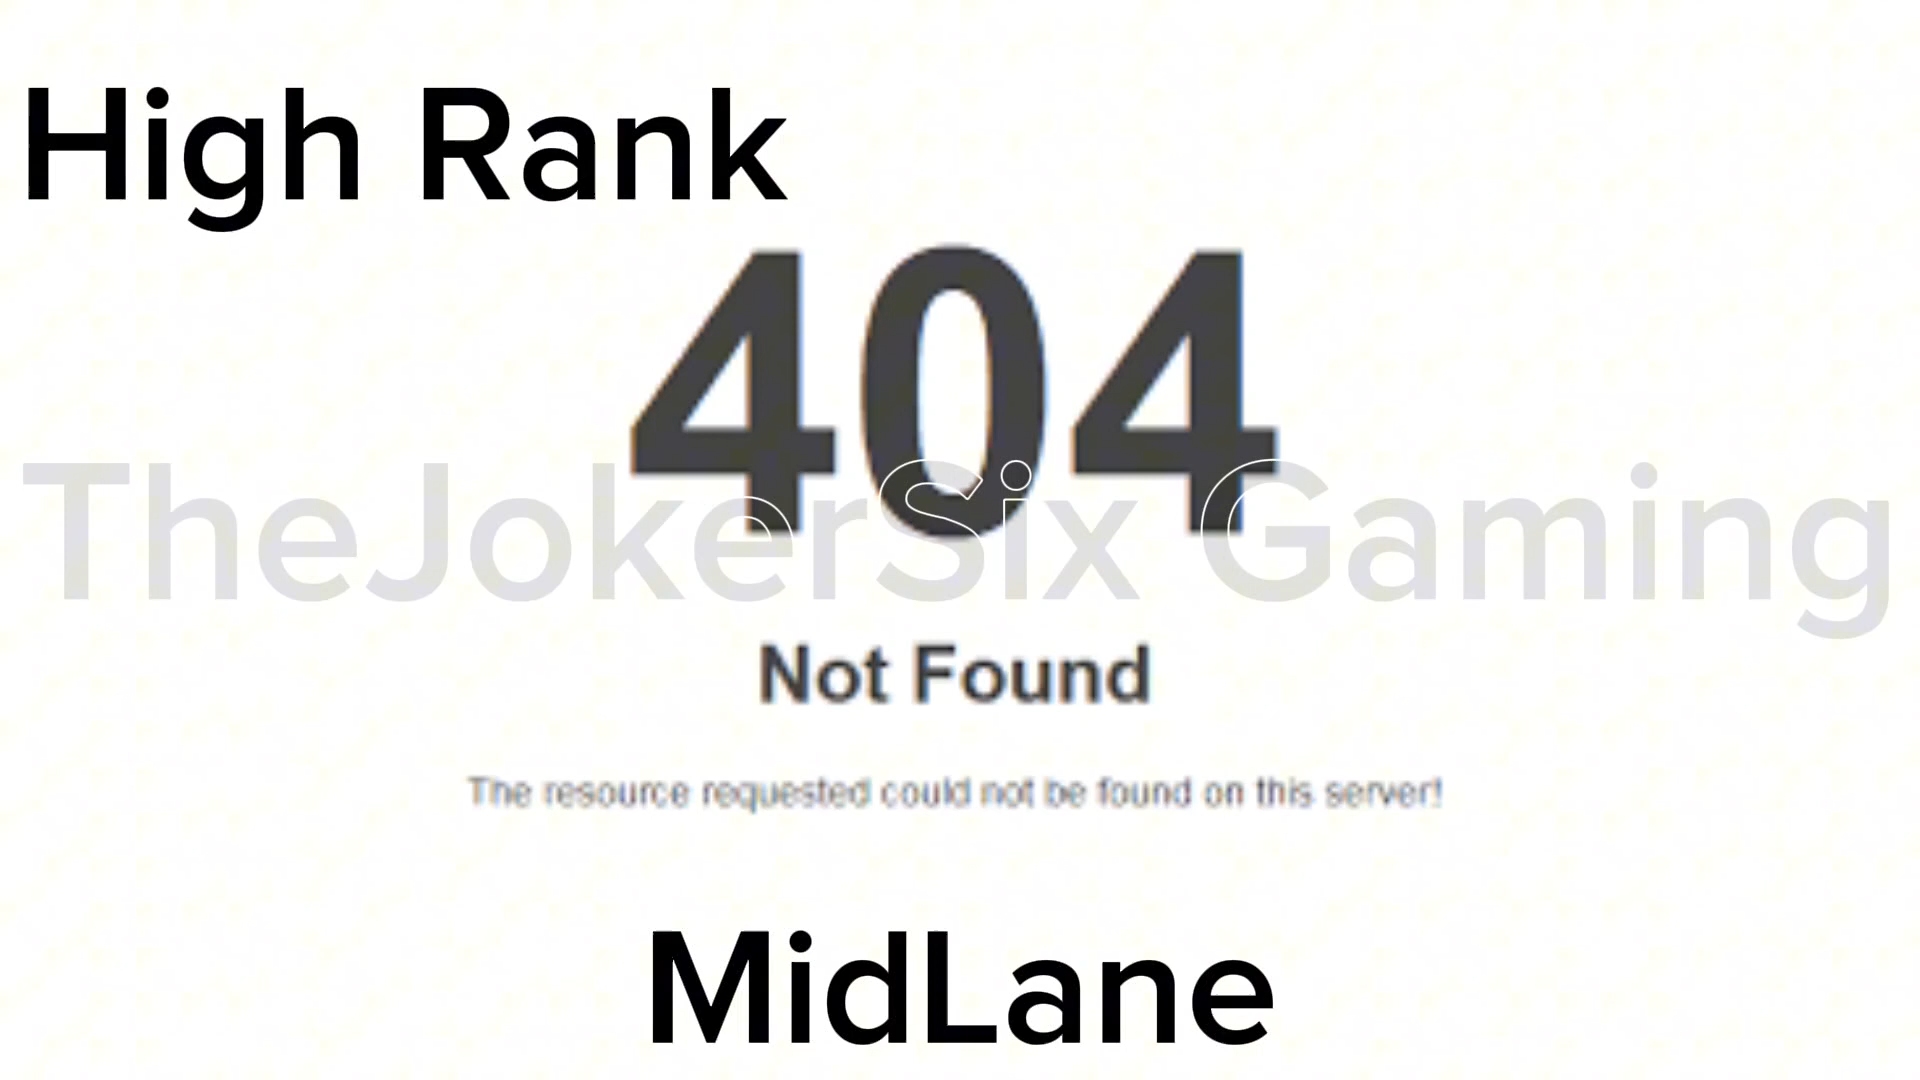 High Rank
404
TheJokerSix Gaming
Not Found
The resource requested could not be found on this server!
MidLane